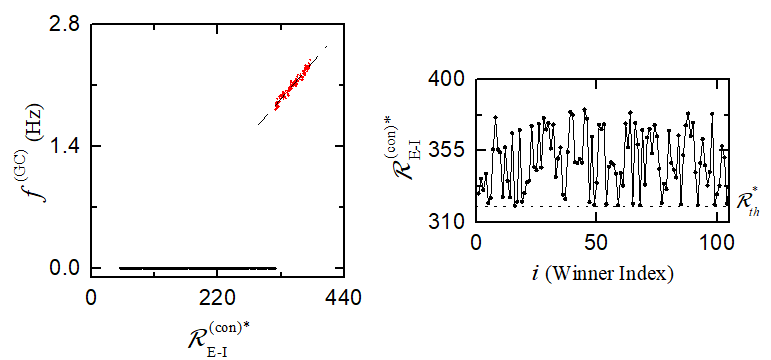 2.8
1.4
0.0
f^(GC) (Hz)
0 220 440
R_E-I^(con)*
400
355
310
R_E-I^(con)*
R_th^*
0 50 100
i (Winner Index)